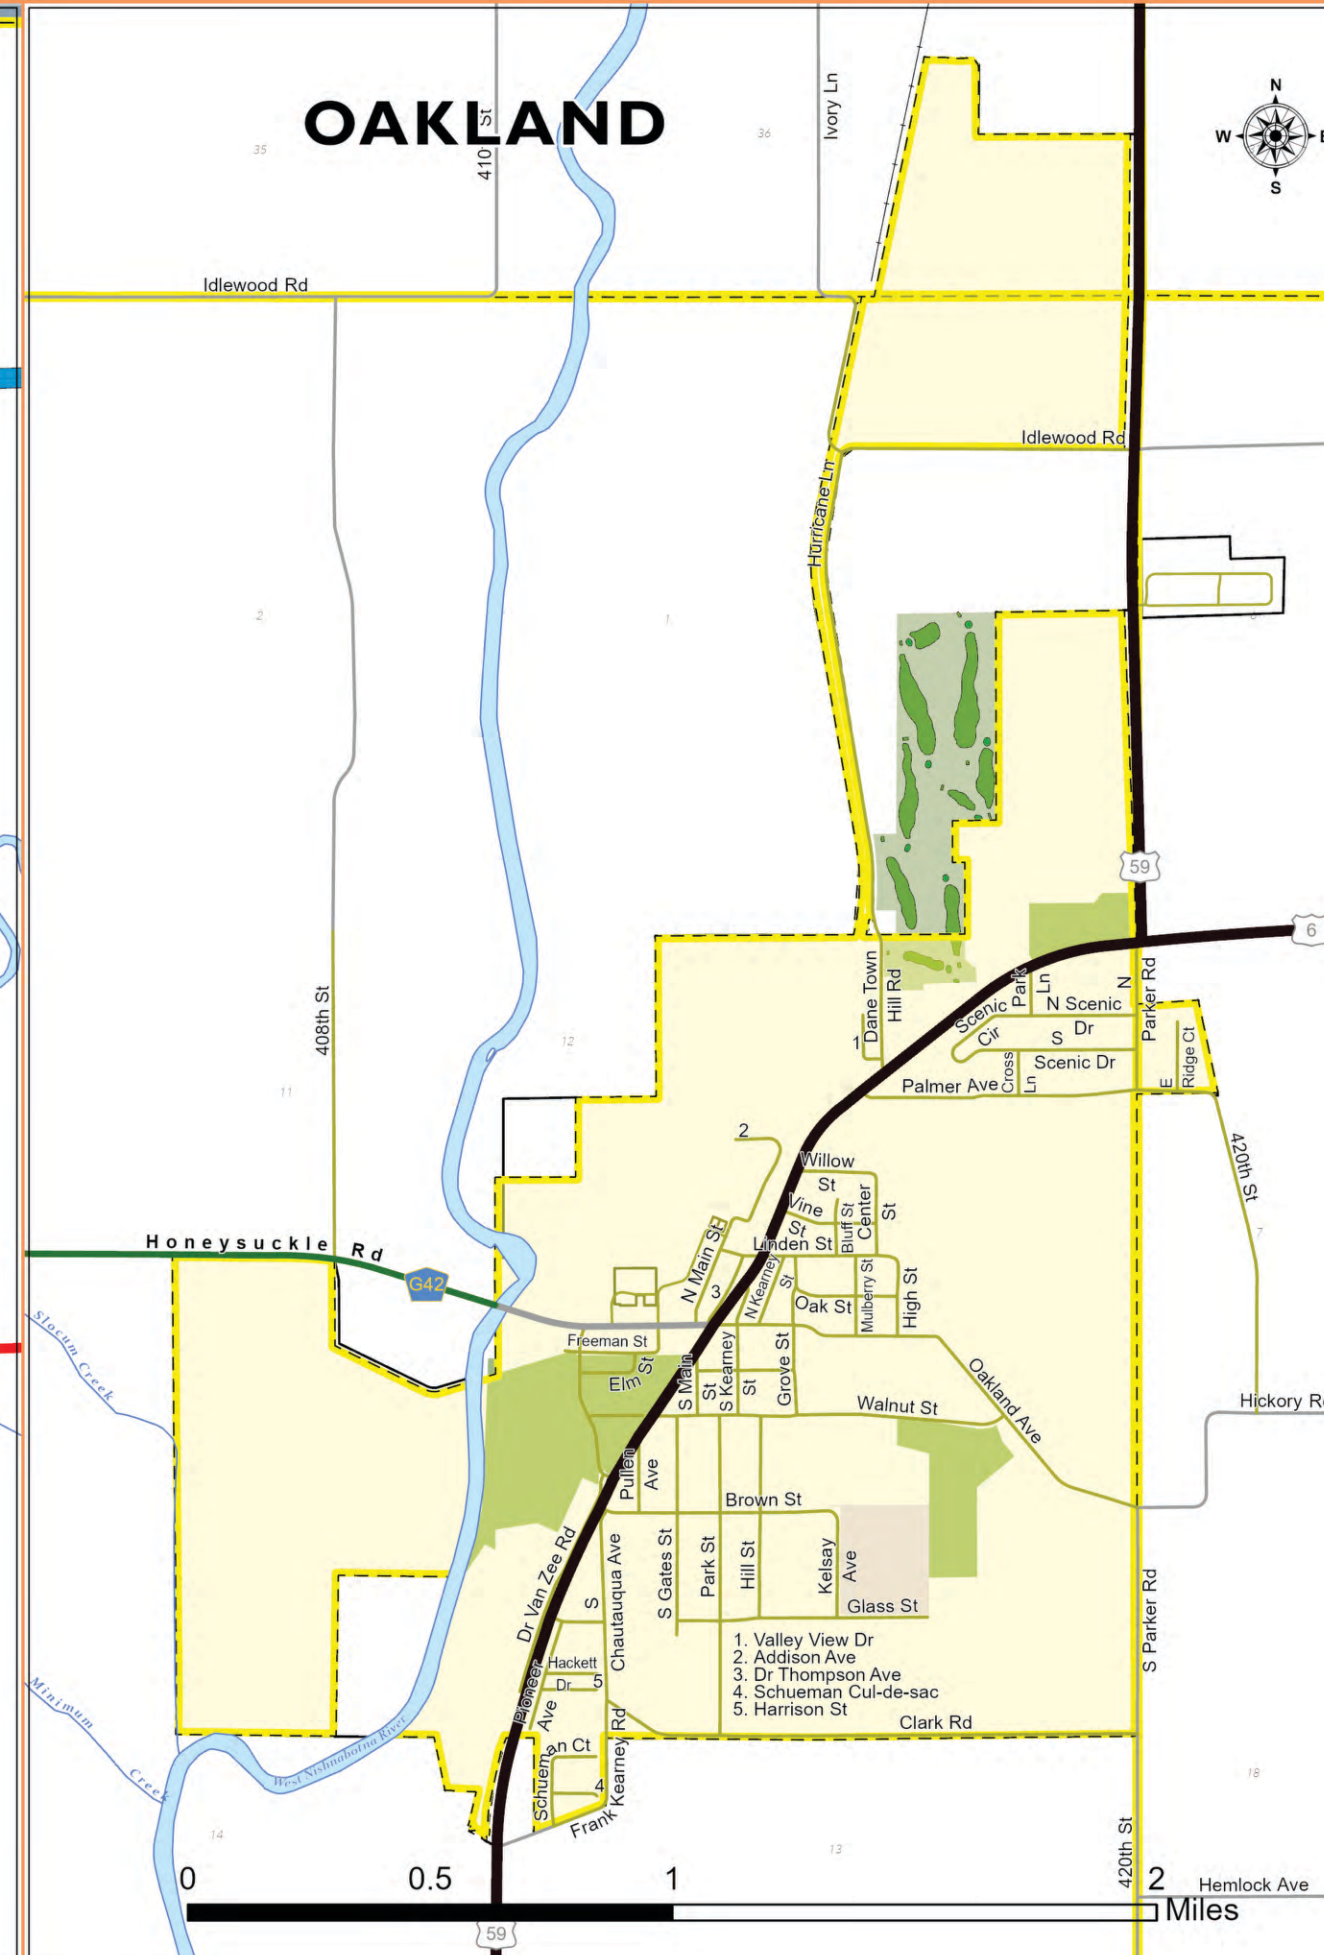 OAKLAND
410 St
Ivory Ln
N
W
S
35
36
Idlewood Rd
Idlewood Rd
Hurricane Ln
2
1
59
6
408th St
12
11
Dane Town
Hill Rd
Park
Ln
N
Parker Rd
Scenic
Cir
N Scenic
Dr
S
Scenic Dr
Cross
Ln
E
Ridge Ct
1
Palmer Ave
420th St
7
2
Willow
St
Vine
St
Bluff St
Center
St
Linden St
N Main St
3
N Kearney
St
Oak St
Mulberry St
High St
Honeysuckle Rd
G42
Slocum Creek
Freeman St
Elm St
S Main
St
S Kearney
St
Grove St
Walnut St
Oakland Ave
Hickory Rd
Pullen
Ave
Brown St
Dr Van Zee Rd
S
Chautauqua Ave
S Gates St
Park St
Hill St
Kelsay
Ave
Glass St
S Parker Rd
Hackett
Dr
5
Pioneer
Ave
1. Valley View Dr
2. Addison Ave
3. Dr Thompson Ave
4. Schueman Cul-de-sac
5. Harrison St
Clark Rd
Minimum
Creek
West Nishnabotna River
Schueman Ct
4
Frank Kearney Rd
18
14
13
420th St
Hemlock Ave
0 0.5 1 2
Miles
59